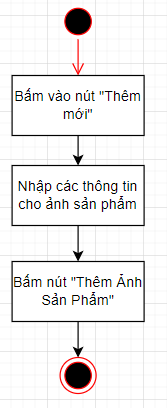 Bấm vào nút "Thêm
mới"
Nhập các thông tin
cho ảnh sản phẩm
Bấm nút "Thêm Ảnh
Sản Phẩm"